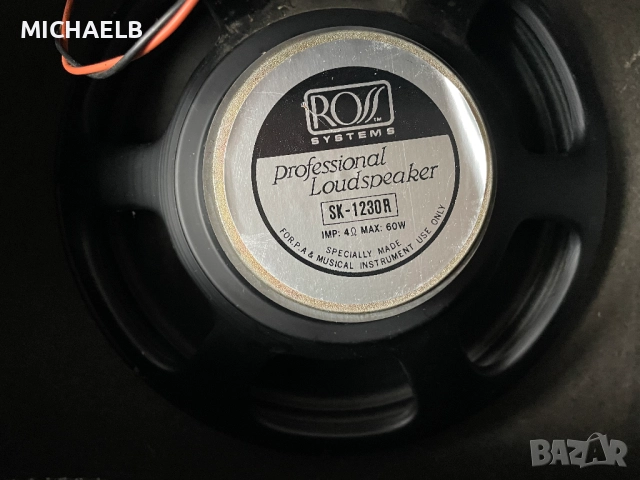 MICHAELB
ROSS TM
SYSTEMS
Professional
Loudspeaker
SK-1230R
IMP: 4Ω MAX: 60W
SPECIALLY MADE
FOR P.A & MUSICAL INSTRUMENT USE ONLY
BAZAR